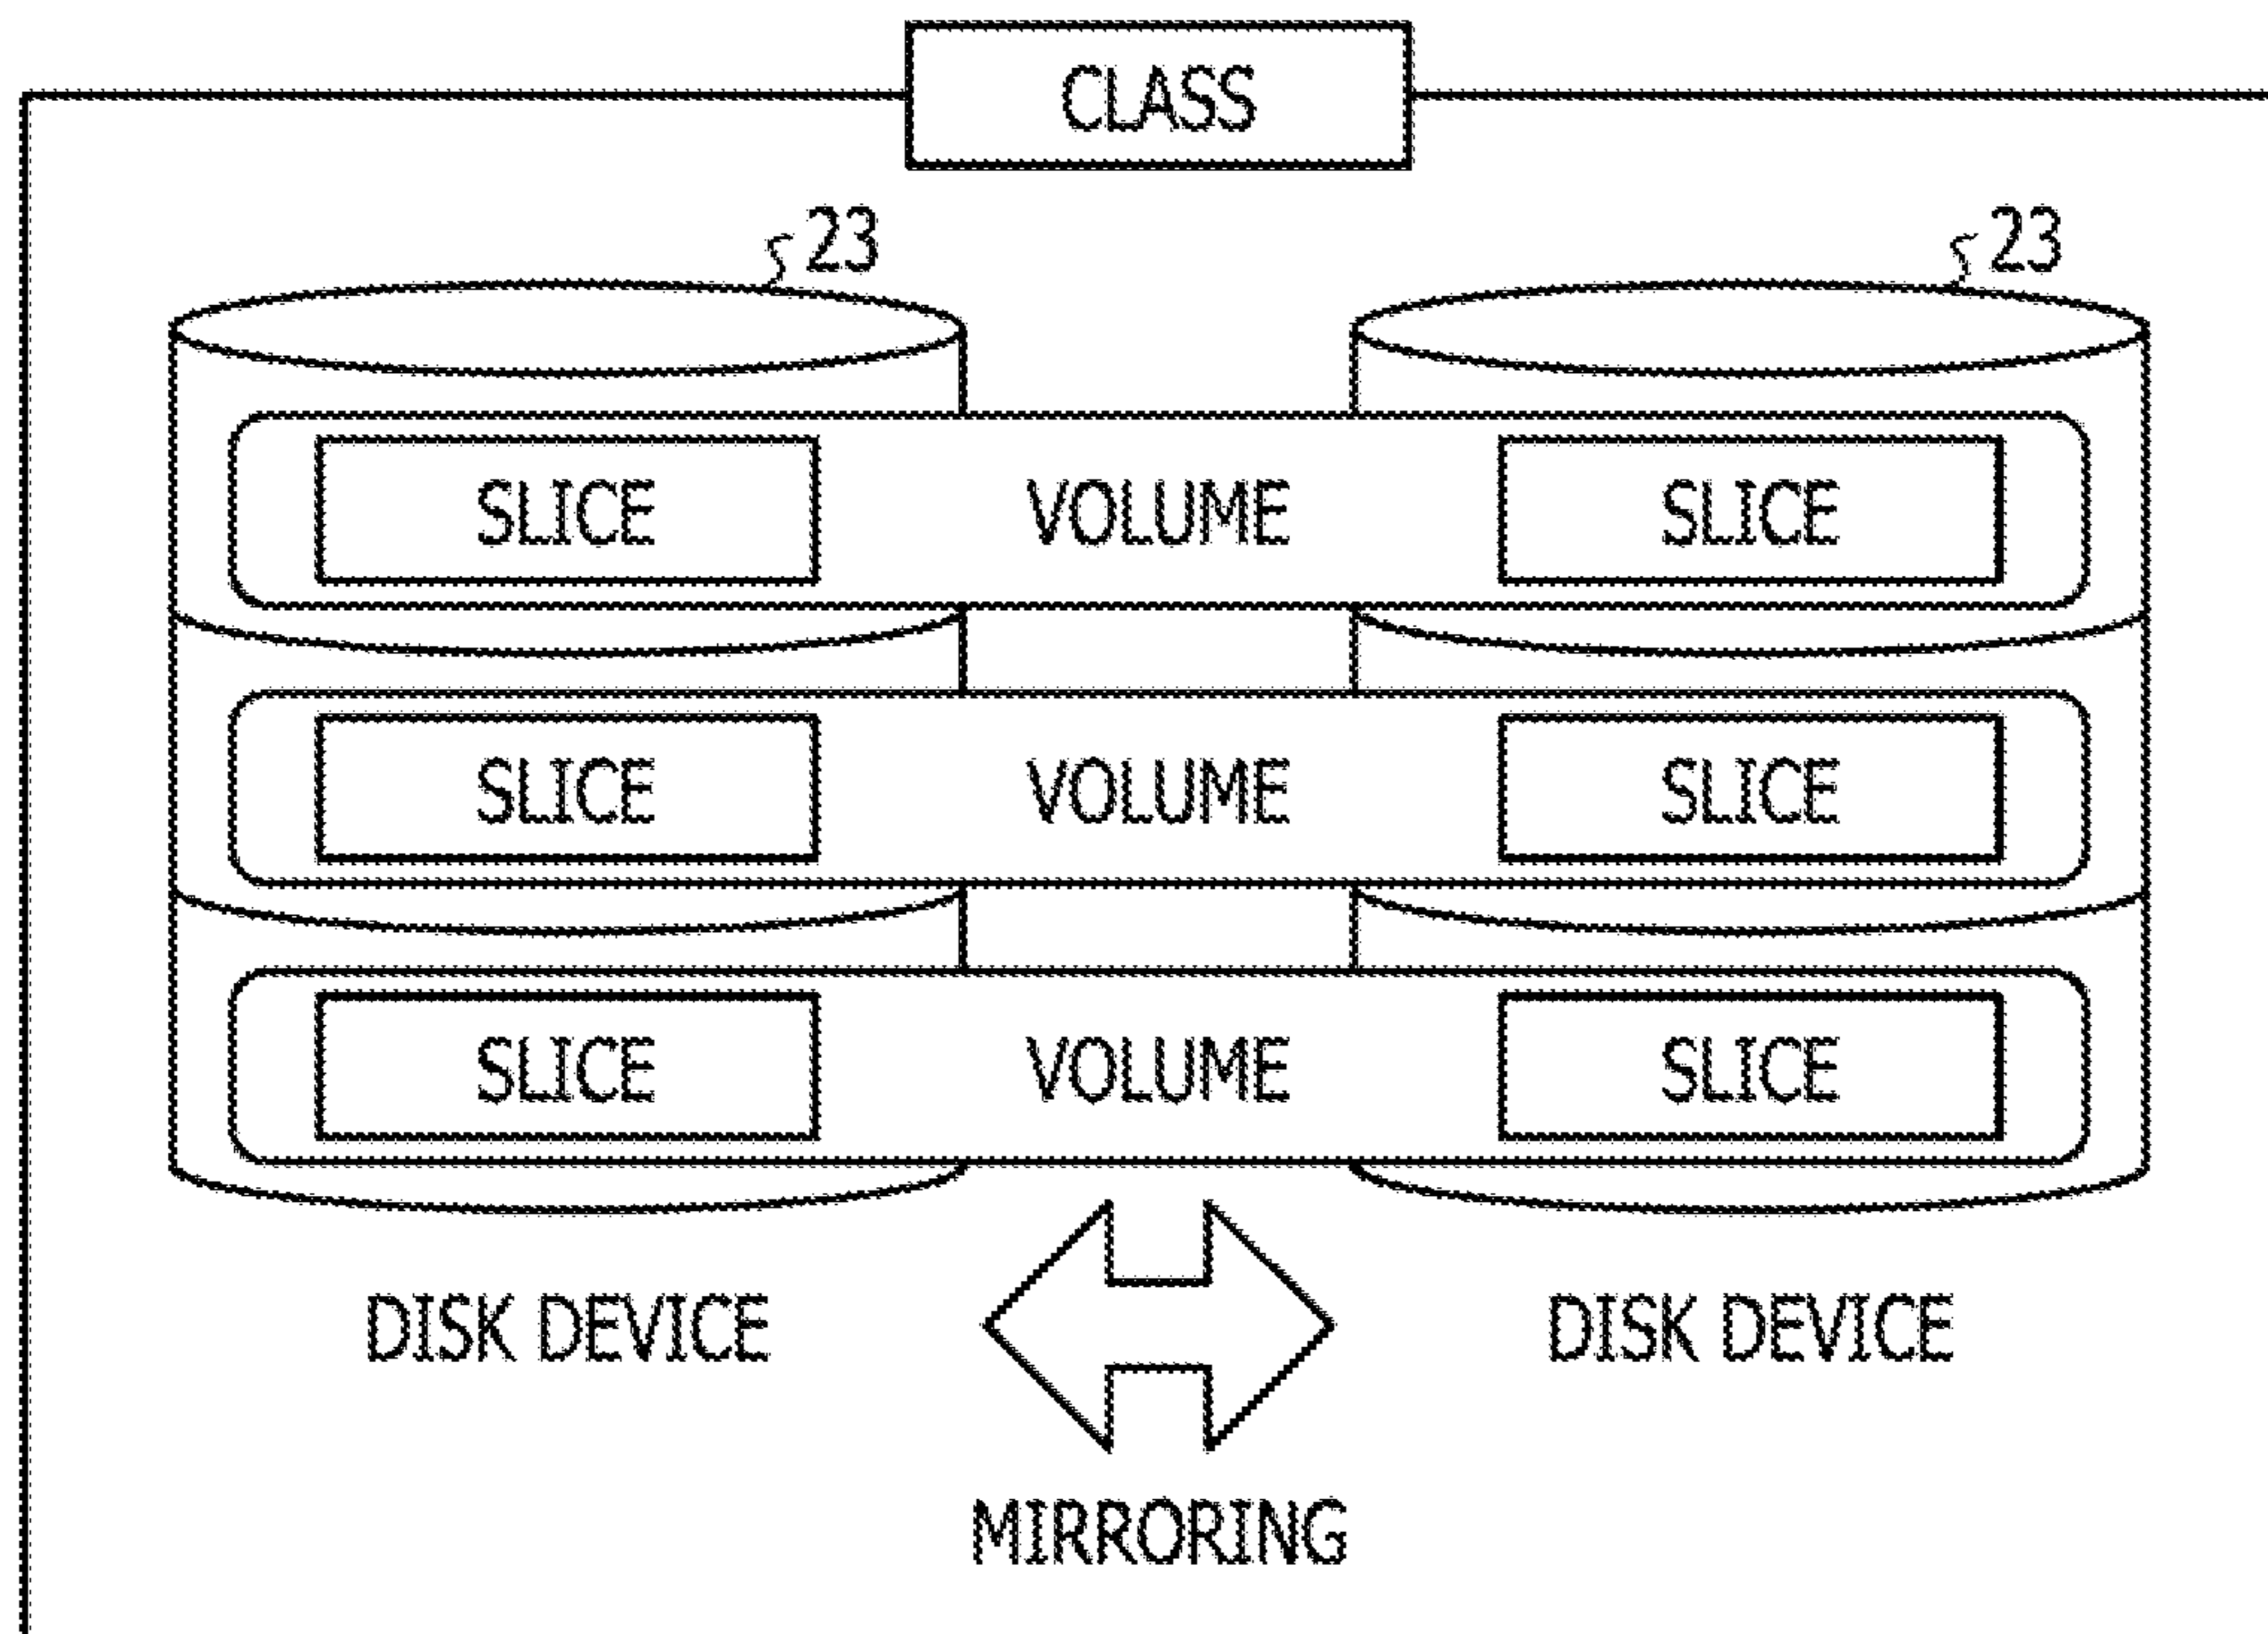 CLASS
23 23
SLICE VOLUME SLICE
SLICE VOLUME SLICE
SLICE VOLUME SLICE
DISK DEVICE DISK DEVICE
MIRRORING